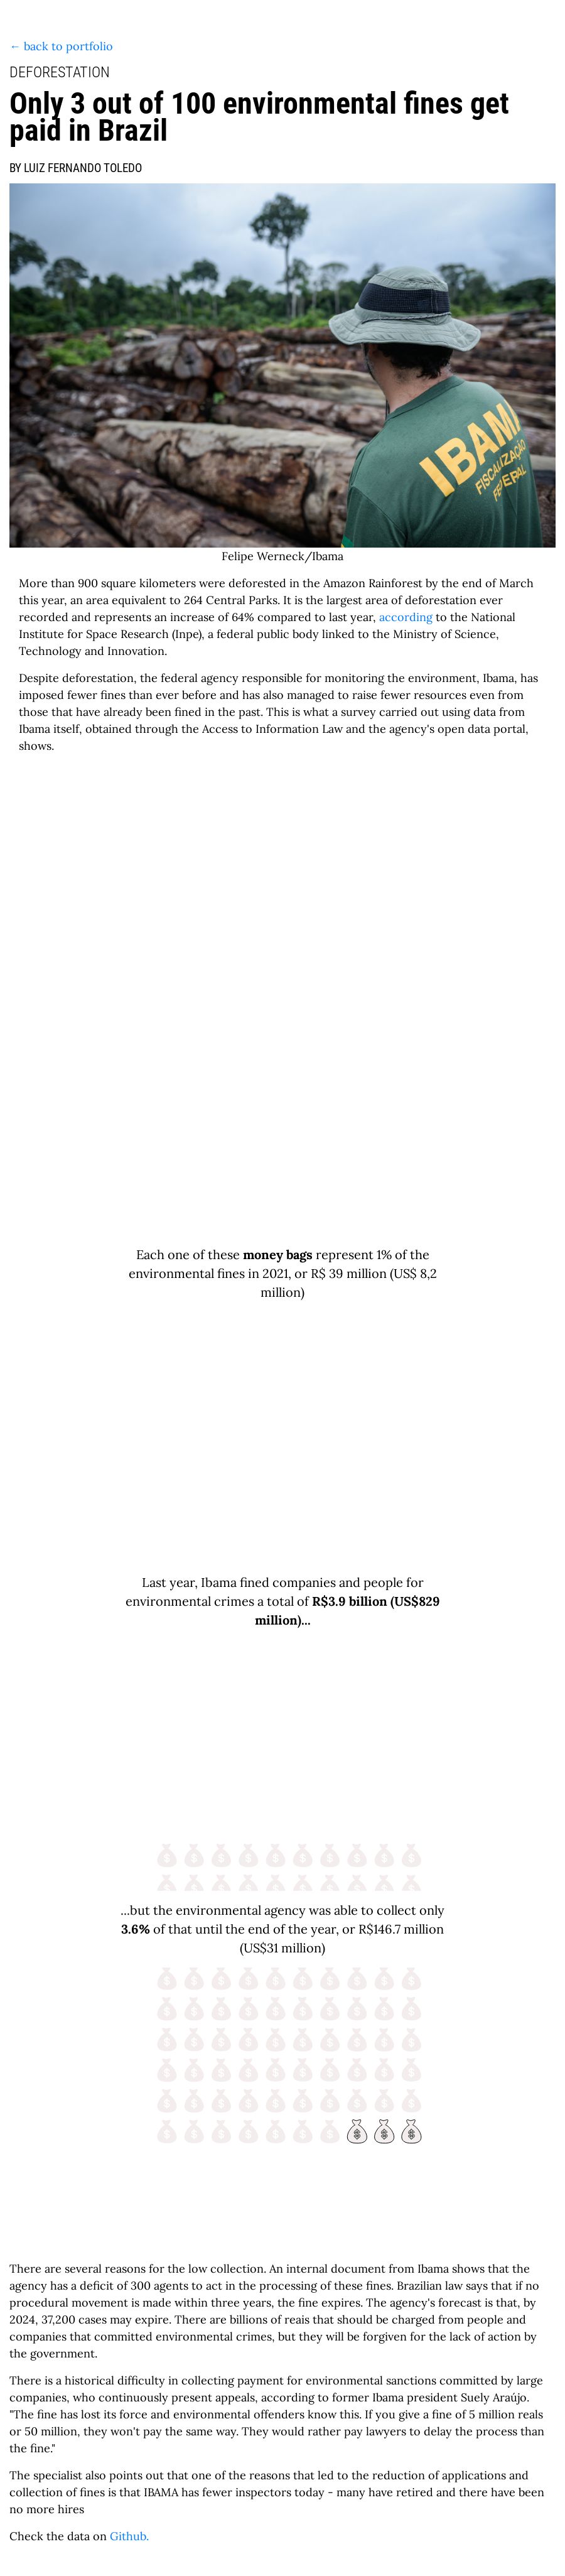 ← back to portfolio
DEFORESTATION
Only 3 out of 100 environmental fines get
paid in Brazil
BY LUIZ FERNANDO TOLEDO
IBAMA
FISCALIZAÇÃO
FEDERAL
Felipe Werneck/Ibama
More than 900 square kilometers were deforested in the Amazon Rainforest by the end of March
this year, an area equivalent to 264 Central Parks. It is the largest area of deforestation ever
recorded and represents an increase of 64% compared to last year, according to the National
Institute for Space Research (Inpe), a federal public body linked to the Ministry of Science,
Technology and Innovation.
Despite deforestation, the federal agency responsible for monitoring the environment, Ibama, has
imposed fewer fines than ever before and has also managed to raise fewer resources even from
those that have already been fined in the past. This is what a survey carried out using data from
Ibama itself, obtained through the Access to Information Law and the agency's open data portal,
shows.
Each one of these money bags represent 1% of the
environmental fines in 2021, or R$ 39 million (US$ 8,2
million)
Last year, Ibama fined companies and people for
environmental crimes a total of R$3.9 billion (US$829
million)...
...but the environmental agency was able to collect only
3.6% of that until the end of the year, or R$146.7 million
(US$31 million)
There are several reasons for the low collection. An internal document from Ibama shows that the
agency has a deficit of 300 agents to act in the processing of these fines. Brazilian law says that if no
procedural movement is made within three years, the fine expires. The agency's forecast is that, by
2024, 37,200 cases may expire. There are billions of reais that should be charged from people and
companies that committed environmental crimes, but they will be forgiven for the lack of action by
the government.
There is a historical difficulty in collecting payment for environmental sanctions committed by large
companies, who continuously present appeals, according to former Ibama president Suely Araújo.
"The fine has lost its force and environmental offenders know this. If you give a fine of 5 million reals
or 50 million, they won't pay the same way. They would rather pay lawyers to delay the process than
the fine."
The specialist also points out that one of the reasons that led to the reduction of applications and
collection of fines is that IBAMA has fewer inspectors today - many have retired and there have been
no more hires
Check the data on Github.